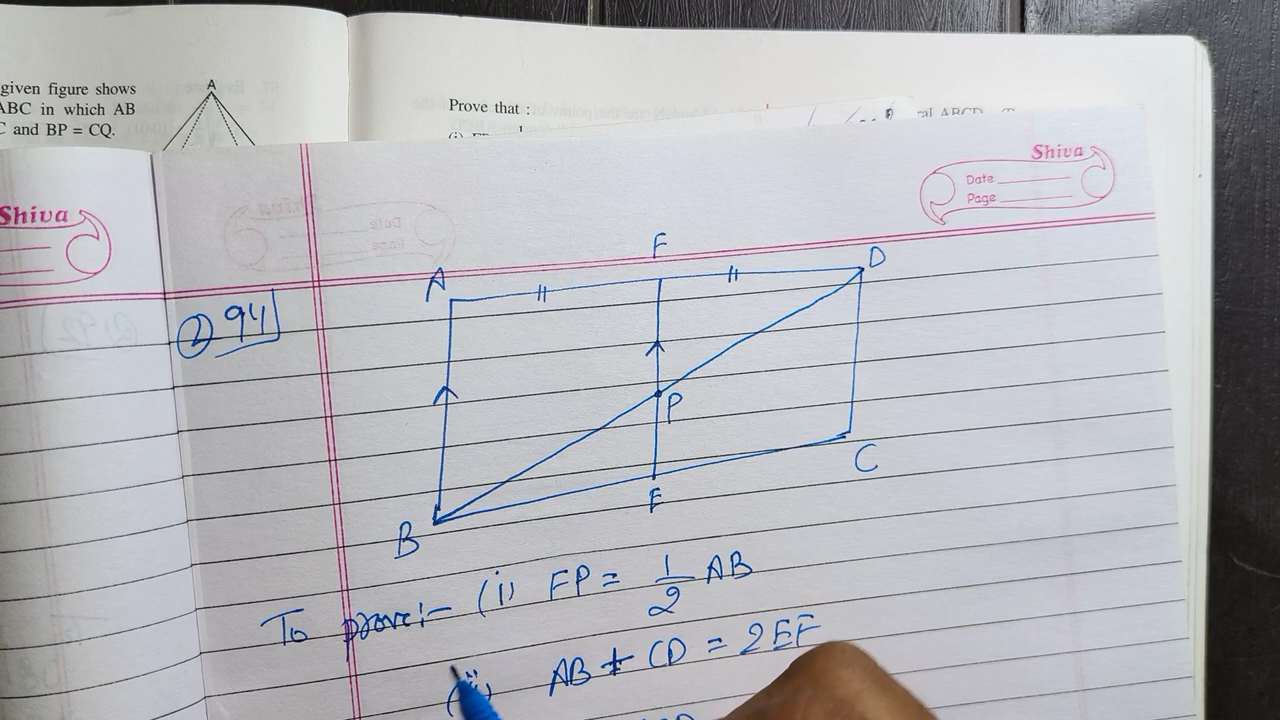 given figure shows
ABC in which AB
and BP = CQ.
A
Prove that :
ABCD
Shiva
Date
Page
Shiva
94
A
F
D
P
B
E
C
To prove:- (i) FP = 1/2 AB
(ii) AB + CD = 2EF